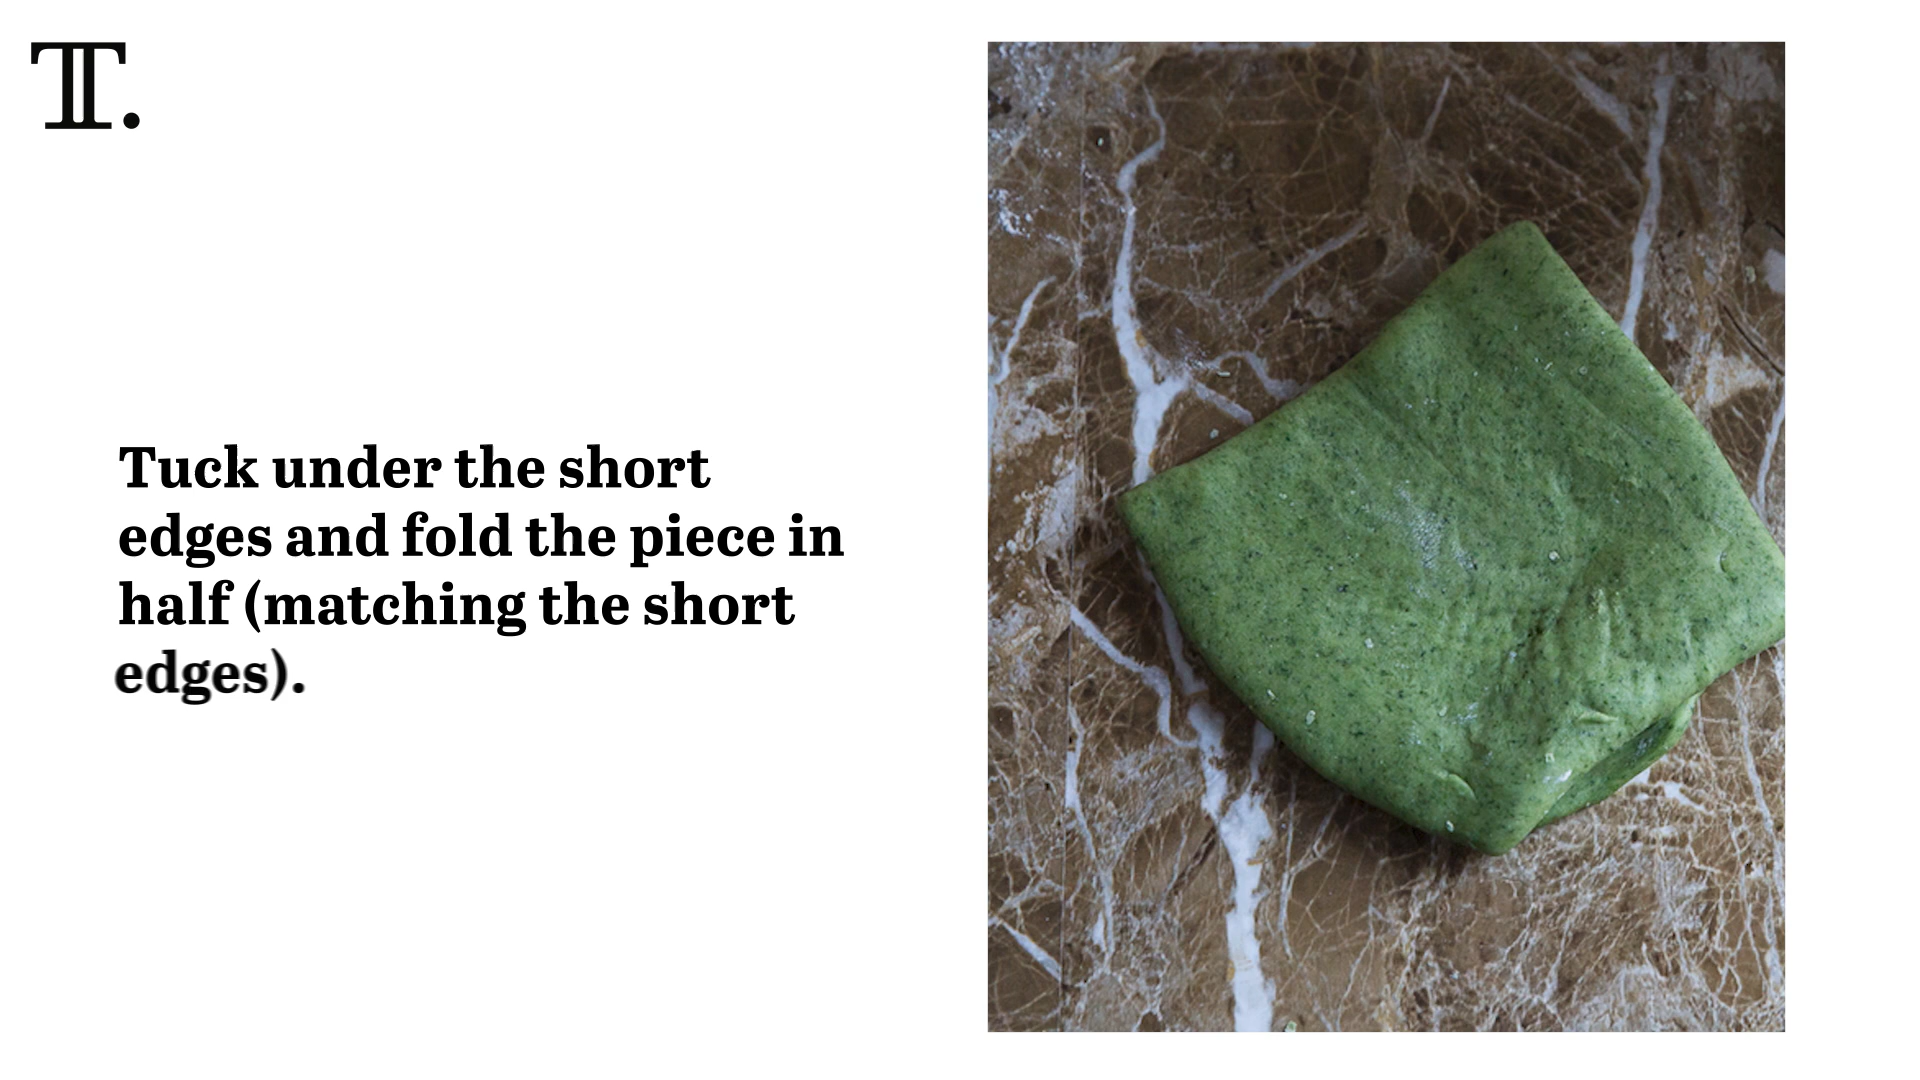 T.
Tuck under the short
edges and fold the piece in
half (matching the short
edges).